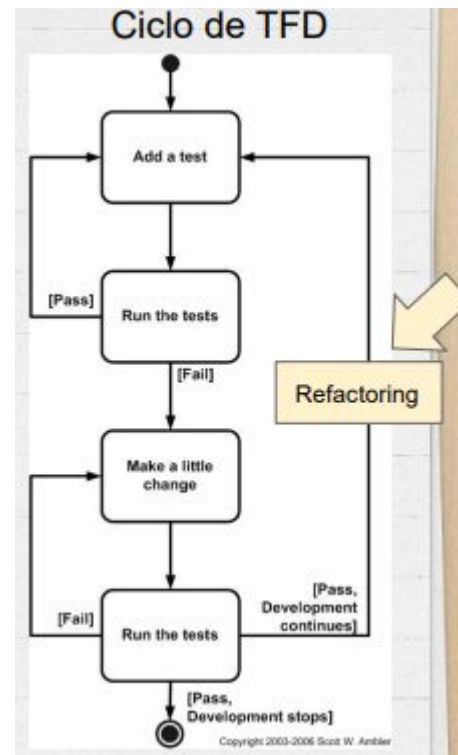 Ciclo de TFD
Add a test
[Pass]
Run the tests
[Fail]
Refactoring
Make a little
change
[Fail]
Run the tests
[Pass,
Development
continues]
[Pass,
Development stops]
Copyright 2003-2006 Scott W. Ambler